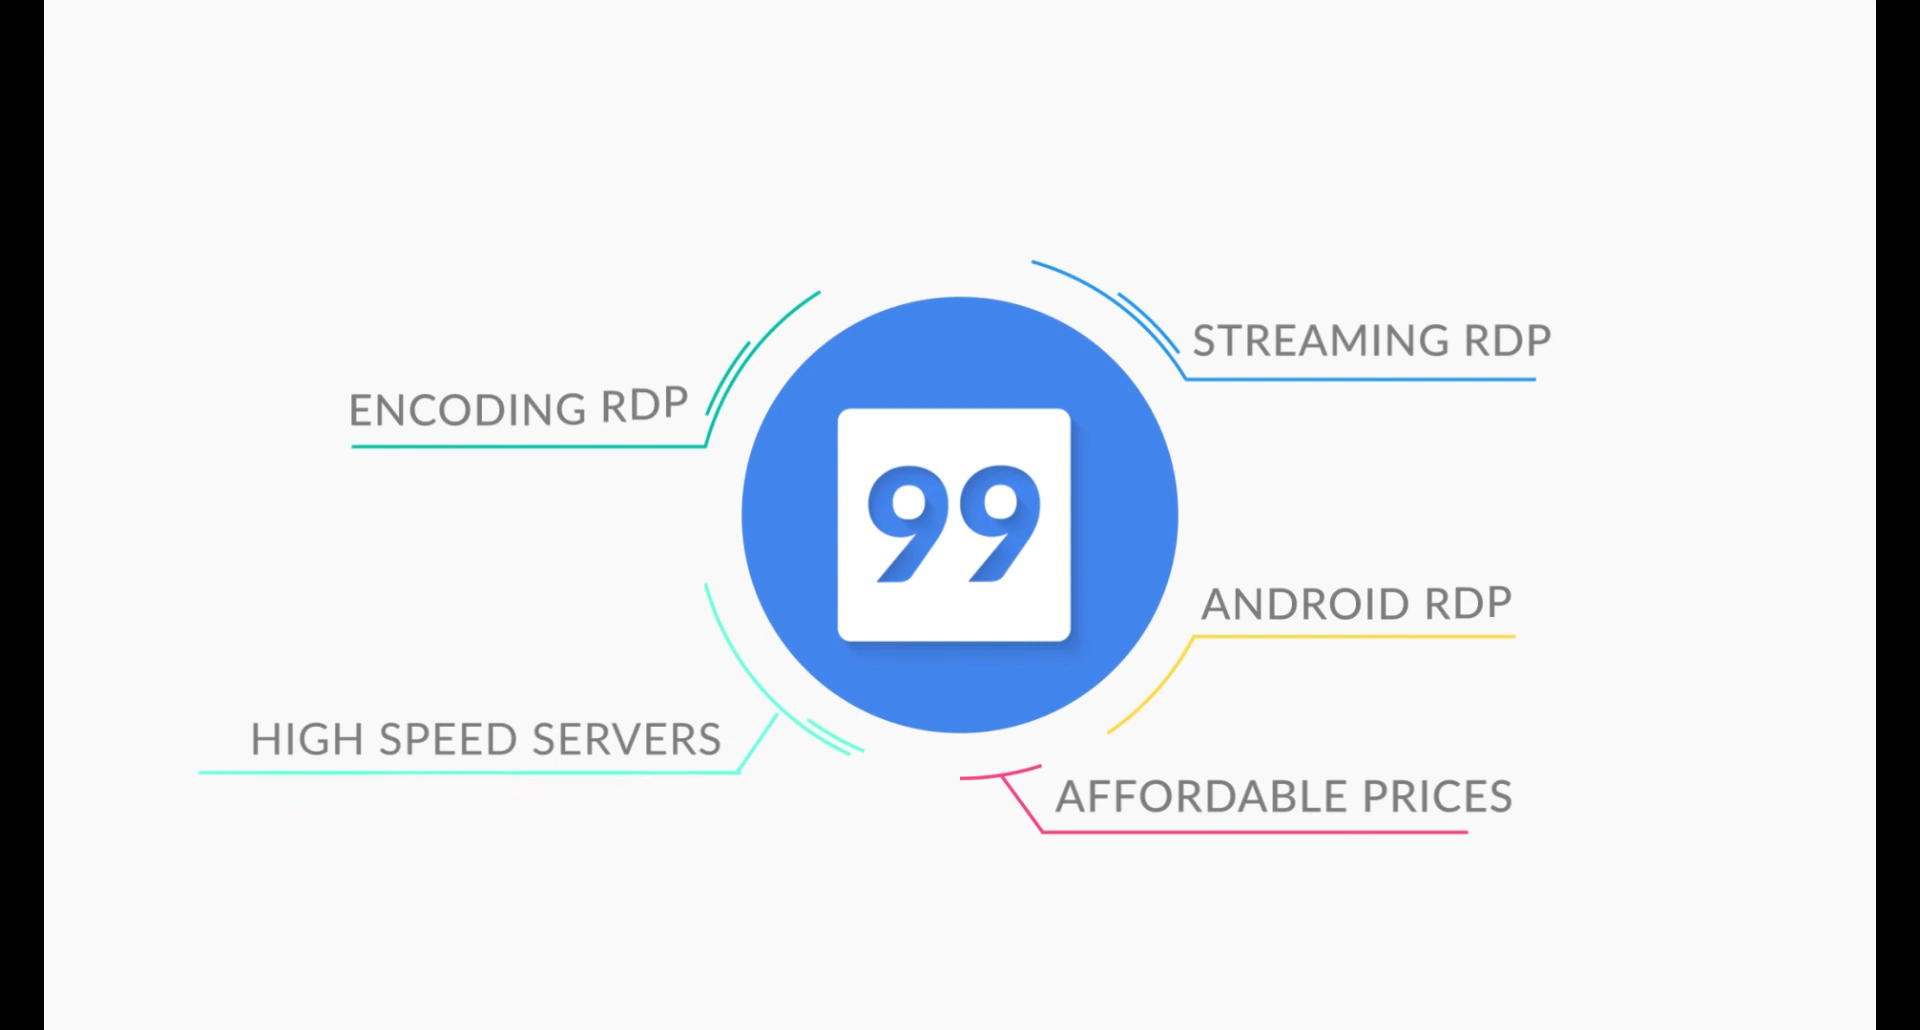 STREAMING RDP
ENCODING RDP
99
ANDROID RDP
HIGH SPEED SERVERS
AFFORDABLE PRICES